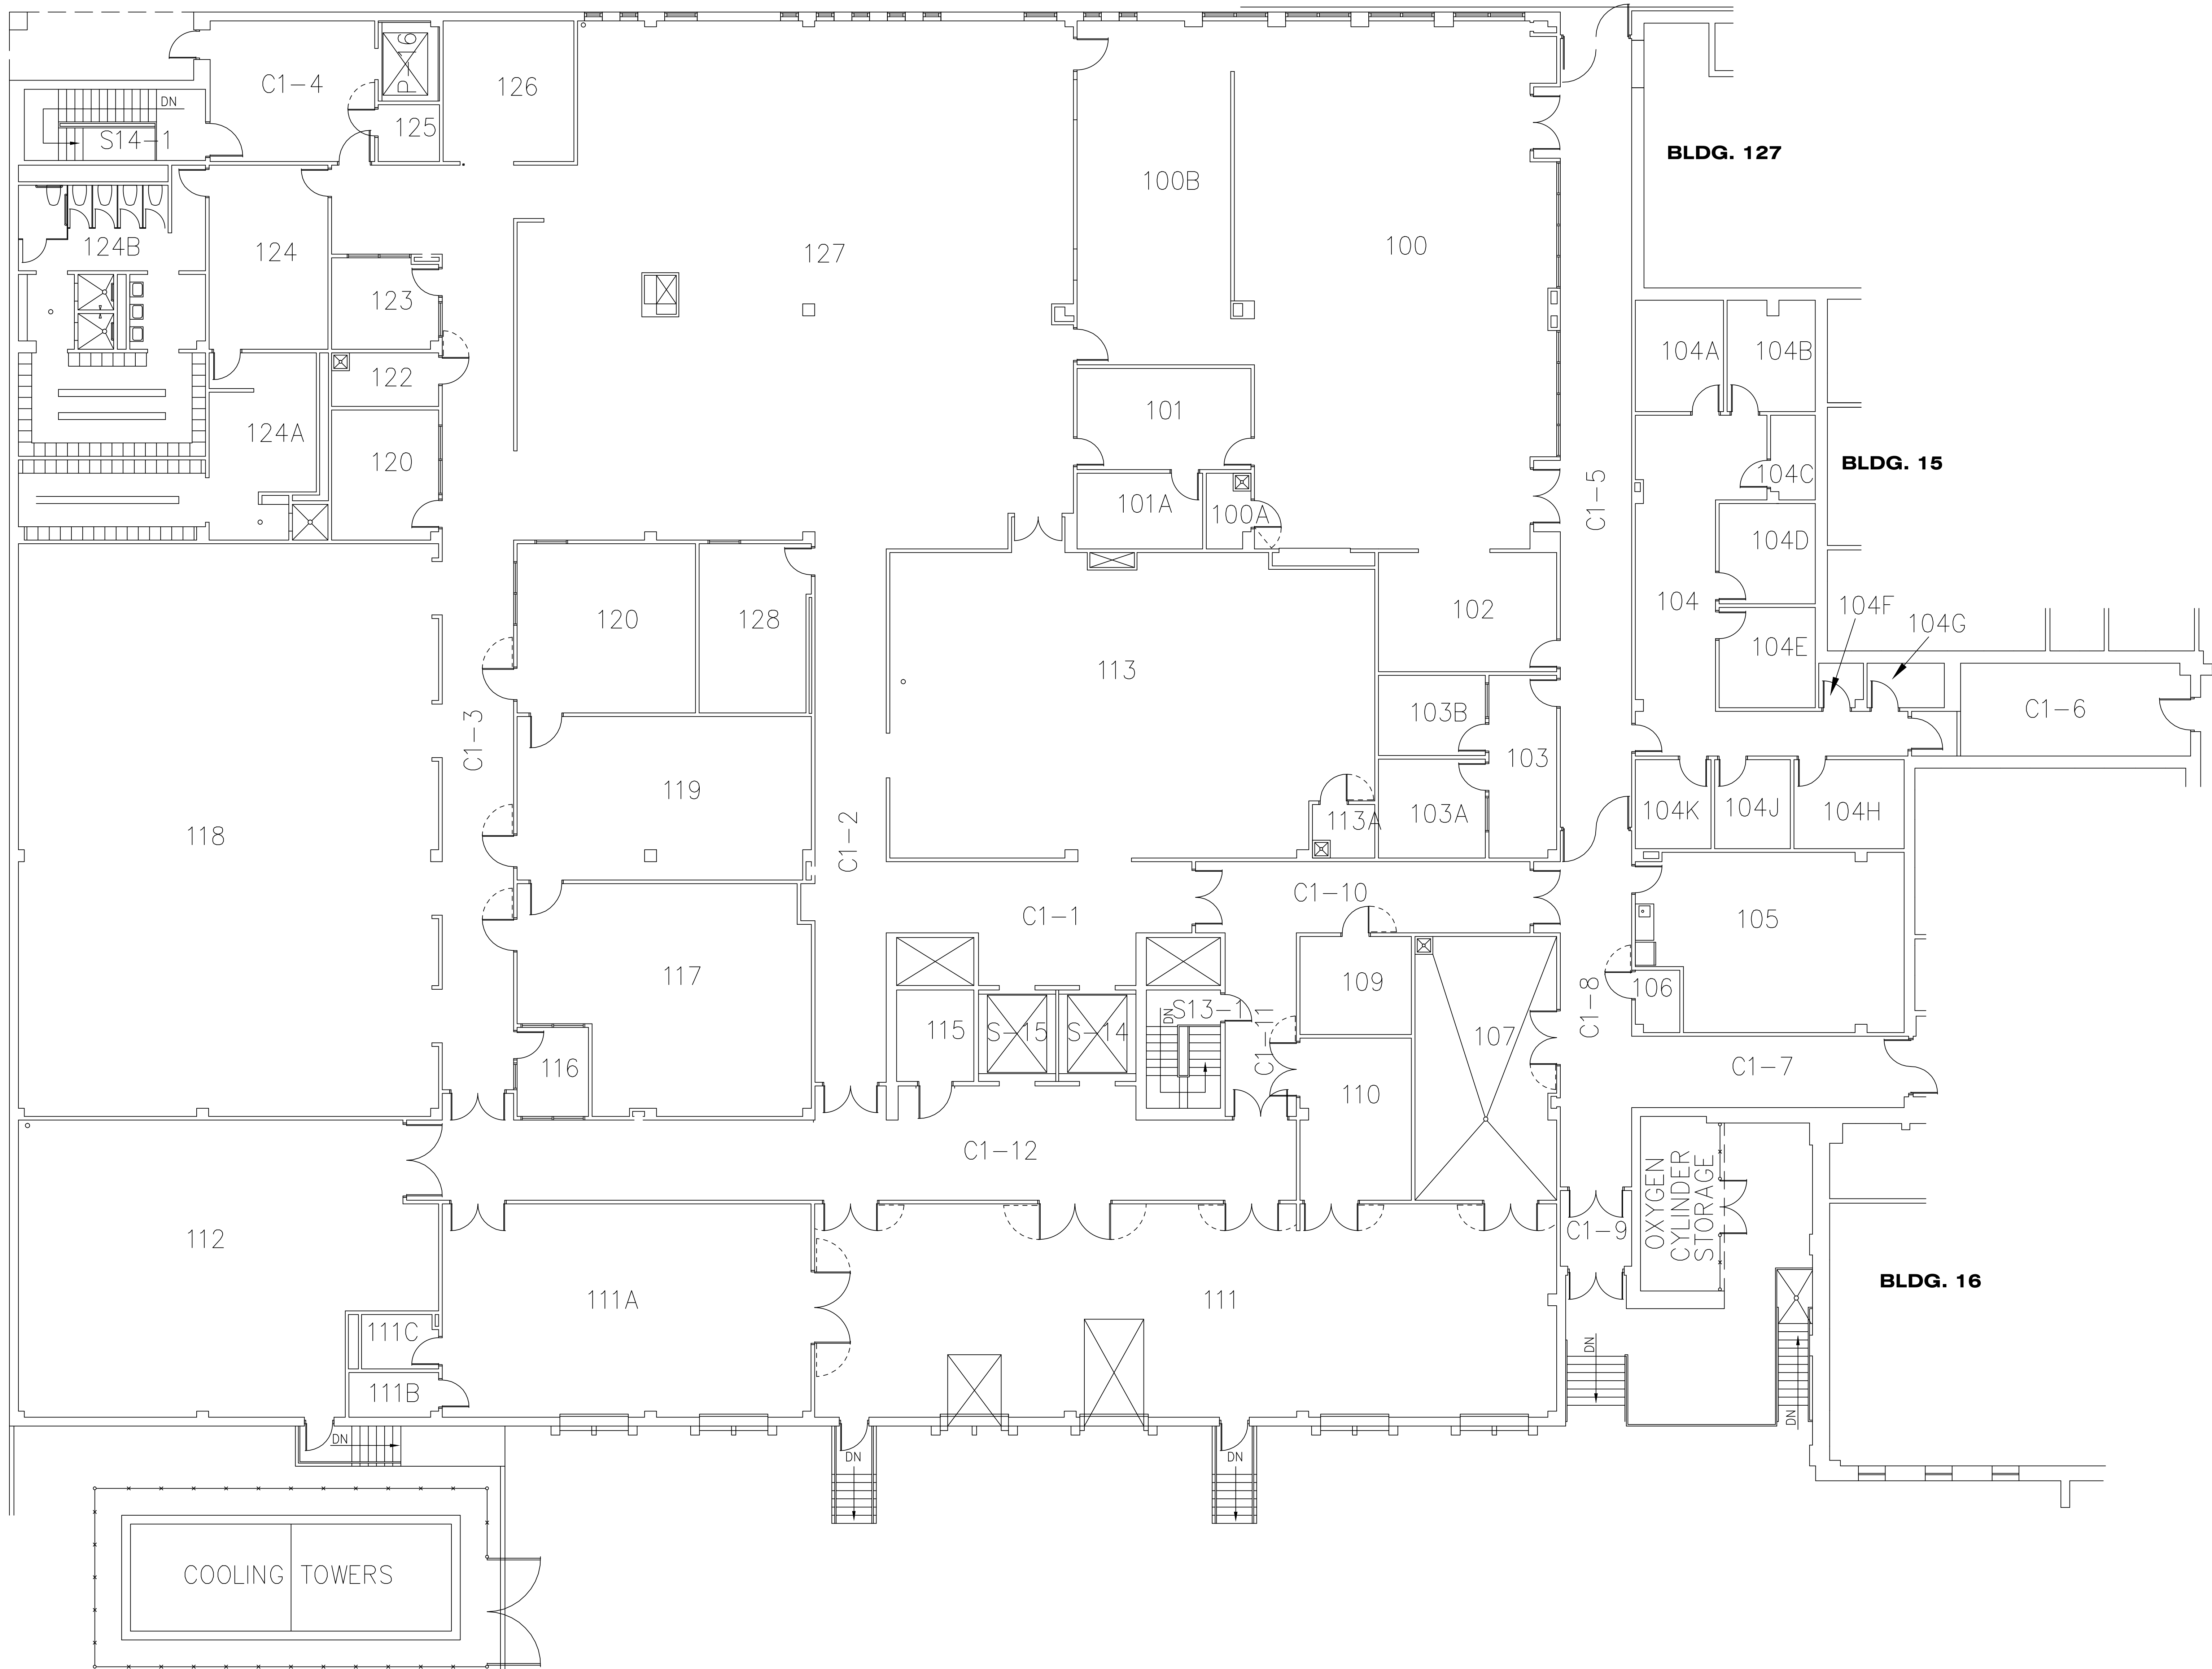 C1-4
P-16
126
125
DN
S14-1
BLDG. 127
124B
124
123
127
100B
100
122
124A
120
101
101A
100A
C1-5
104A
104B
104C
BLDG. 15
104D
104
104E
104F
104G
C1-6
120
128
113
102
103B
103
103A
113A
C1-3
119
118
C1-2
104K
104J
104H
C1-10
C1-1
105
117
109
106
C1-8
115
S-15
S-14
S13-1
DN
C1-11
107
116
110
C1-7
C1-12
OXYGEN
CYLINDER
STORAGE
C1-9
112
111A
111
BLDG. 16
111C
111B
DN
DN
DN
DN
DN
COOLING TOWERS